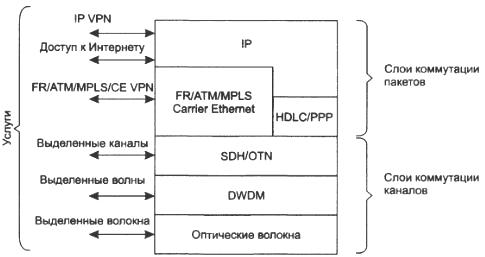 IP VPN
Доступ к Интернету
FR/ATM/MPLS/CE VPN
Выделенные каналы
Выделенные волны
Выделенные волокна
Услуги
IP
FR/ATM/MPLS
Carrier Ethernet
HDLC/PPP
SDH/OTN
DWDM
Оптические волокна
Слои коммутации
пакетов
Слои коммутации
каналов